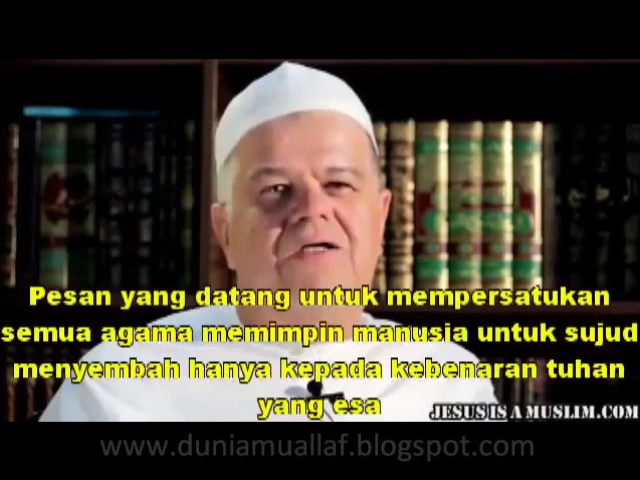 Pesan yang datang untuk mempersatukan
semua agama memimpin manusia untuk sujud
menyembah hanya kepada kebenaran tuhan
yang esa
JESUS IS A MUSLIM.COM
www.duniamuallaf.blogspot.com